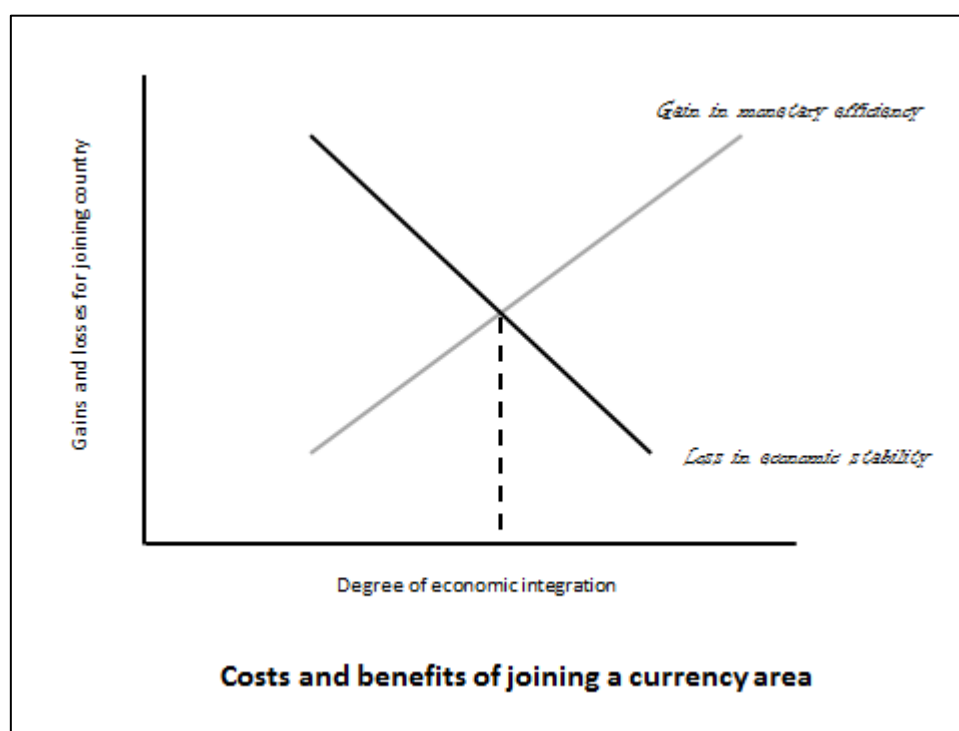 Gain in monetary efficiency
Gains and losses for joining country
Loss in economic stability
Degree of economic integration
Costs and benefits of joining a currency area